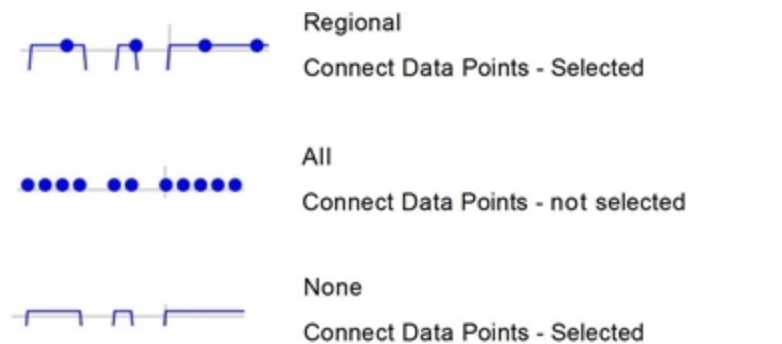 Regional
Connect Data Points - Selected
All
Connect Data Points - not selected
None
Connect Data Points - Selected